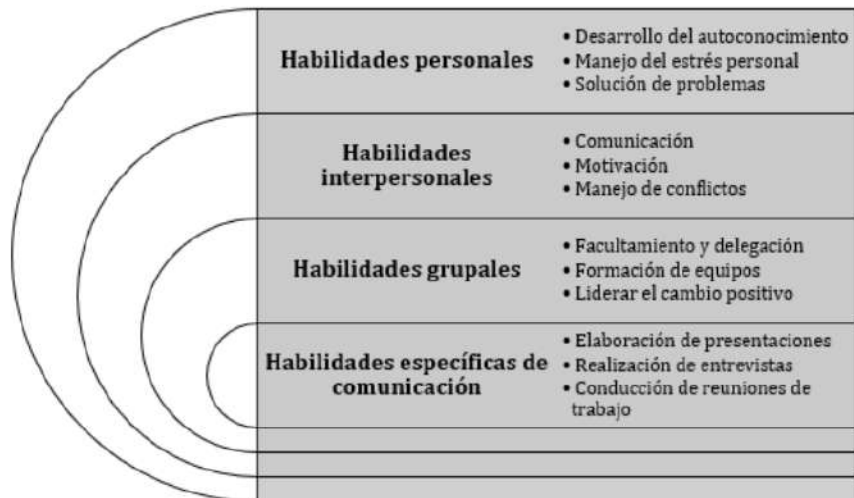 Habilidades personales
• Desarrollo del autoconocimiento
• Manejo del estrés personal
• Solución de problemas
Habilidades
interpersonales
• Comunicación
• Motivación
• Manejo de conflictos
Habilidades grupales
• Facultamiento y delegación
• Formación de equipos
• Liderar el cambio positivo
Habilidades específicas de
comunicación
• Elaboración de presentaciones
• Realización de entrevistas
• Conducción de reuniones de
trabajo